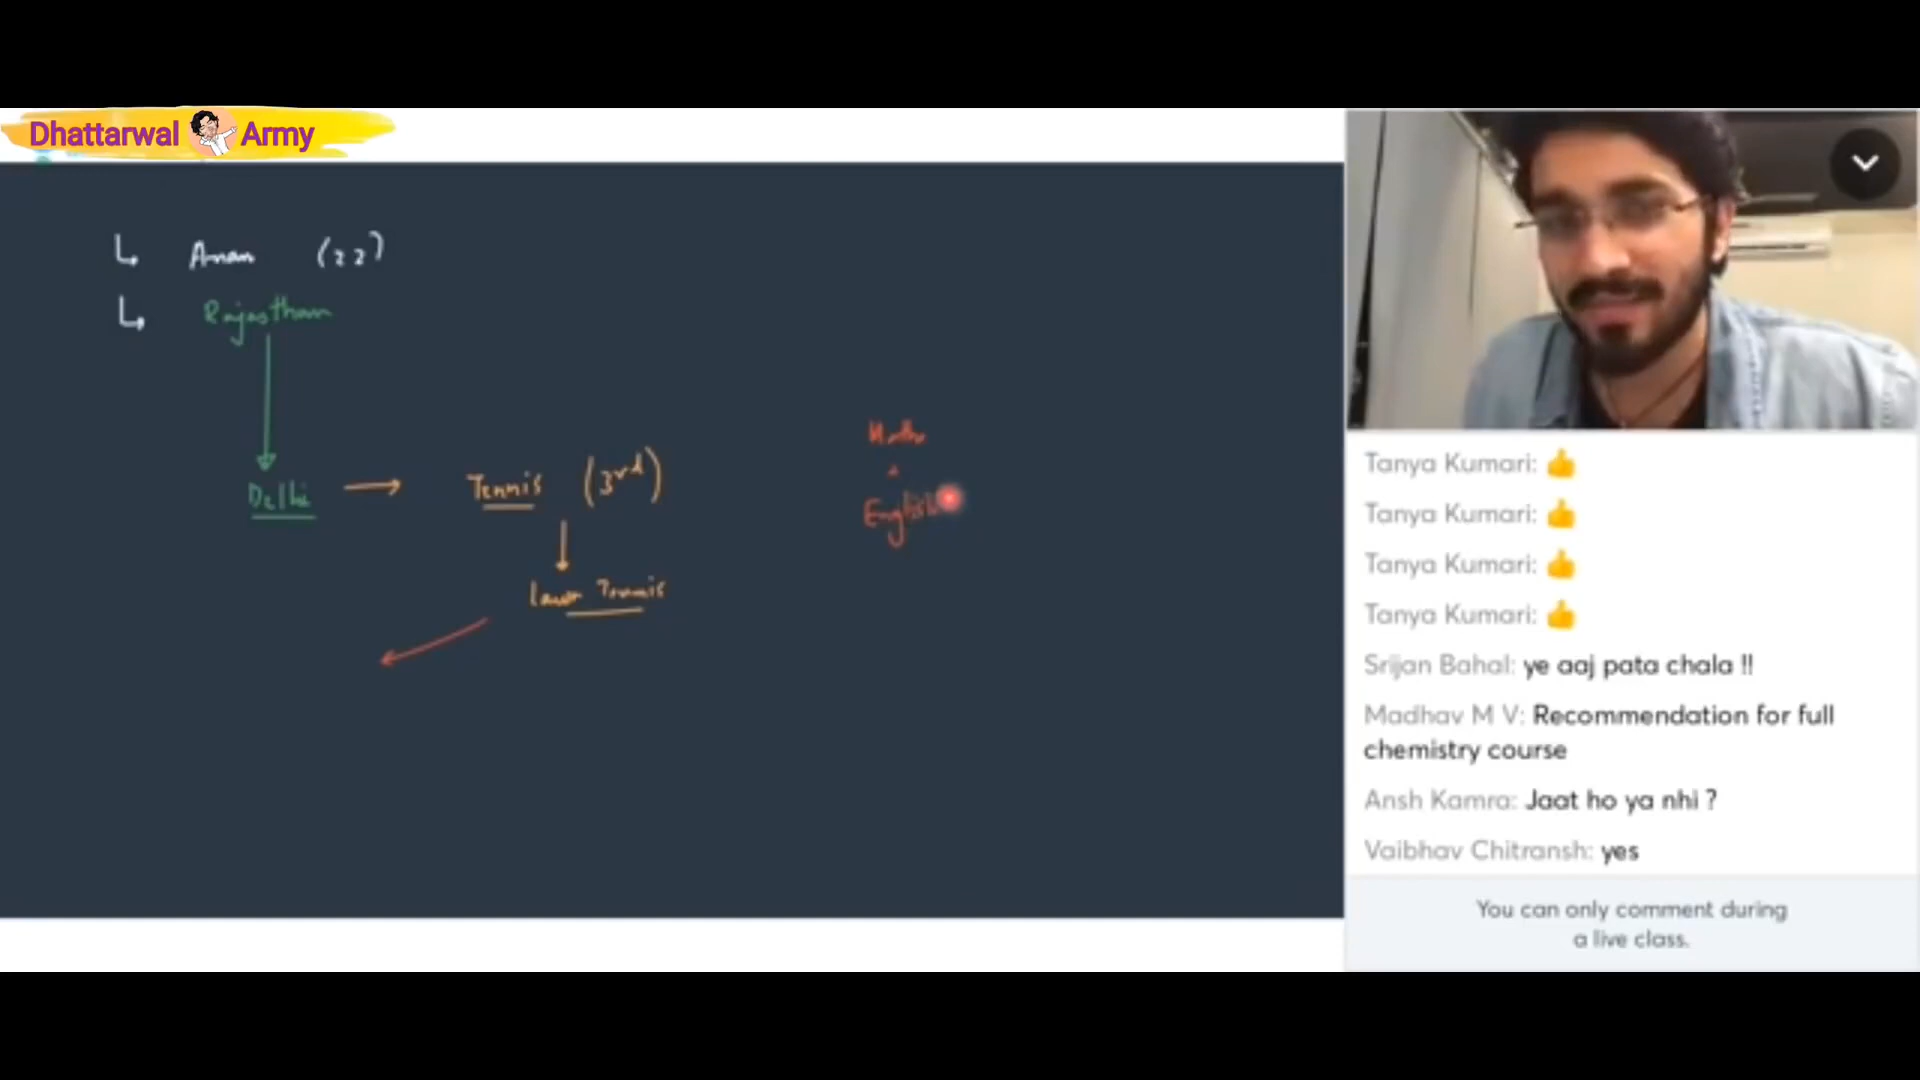 Dhattarwal Army
↳ Aman (22)
↳ Rajasthan
Delhi → Tennis (3rd)
Lawn Tennis
Maths
+
English
Tanya Kumari: 👍
Tanya Kumari: 👍
Tanya Kumari: 👍
Tanya Kumari: 👍
Srijan Bahal: ye aaj pata chala !!
Madhav M V: Recommendation for full
chemistry course
Ansh Kamra: Jaat ho ya nhi ?
Vaibhav Chitransh: yes
You can only comment during
a live class.